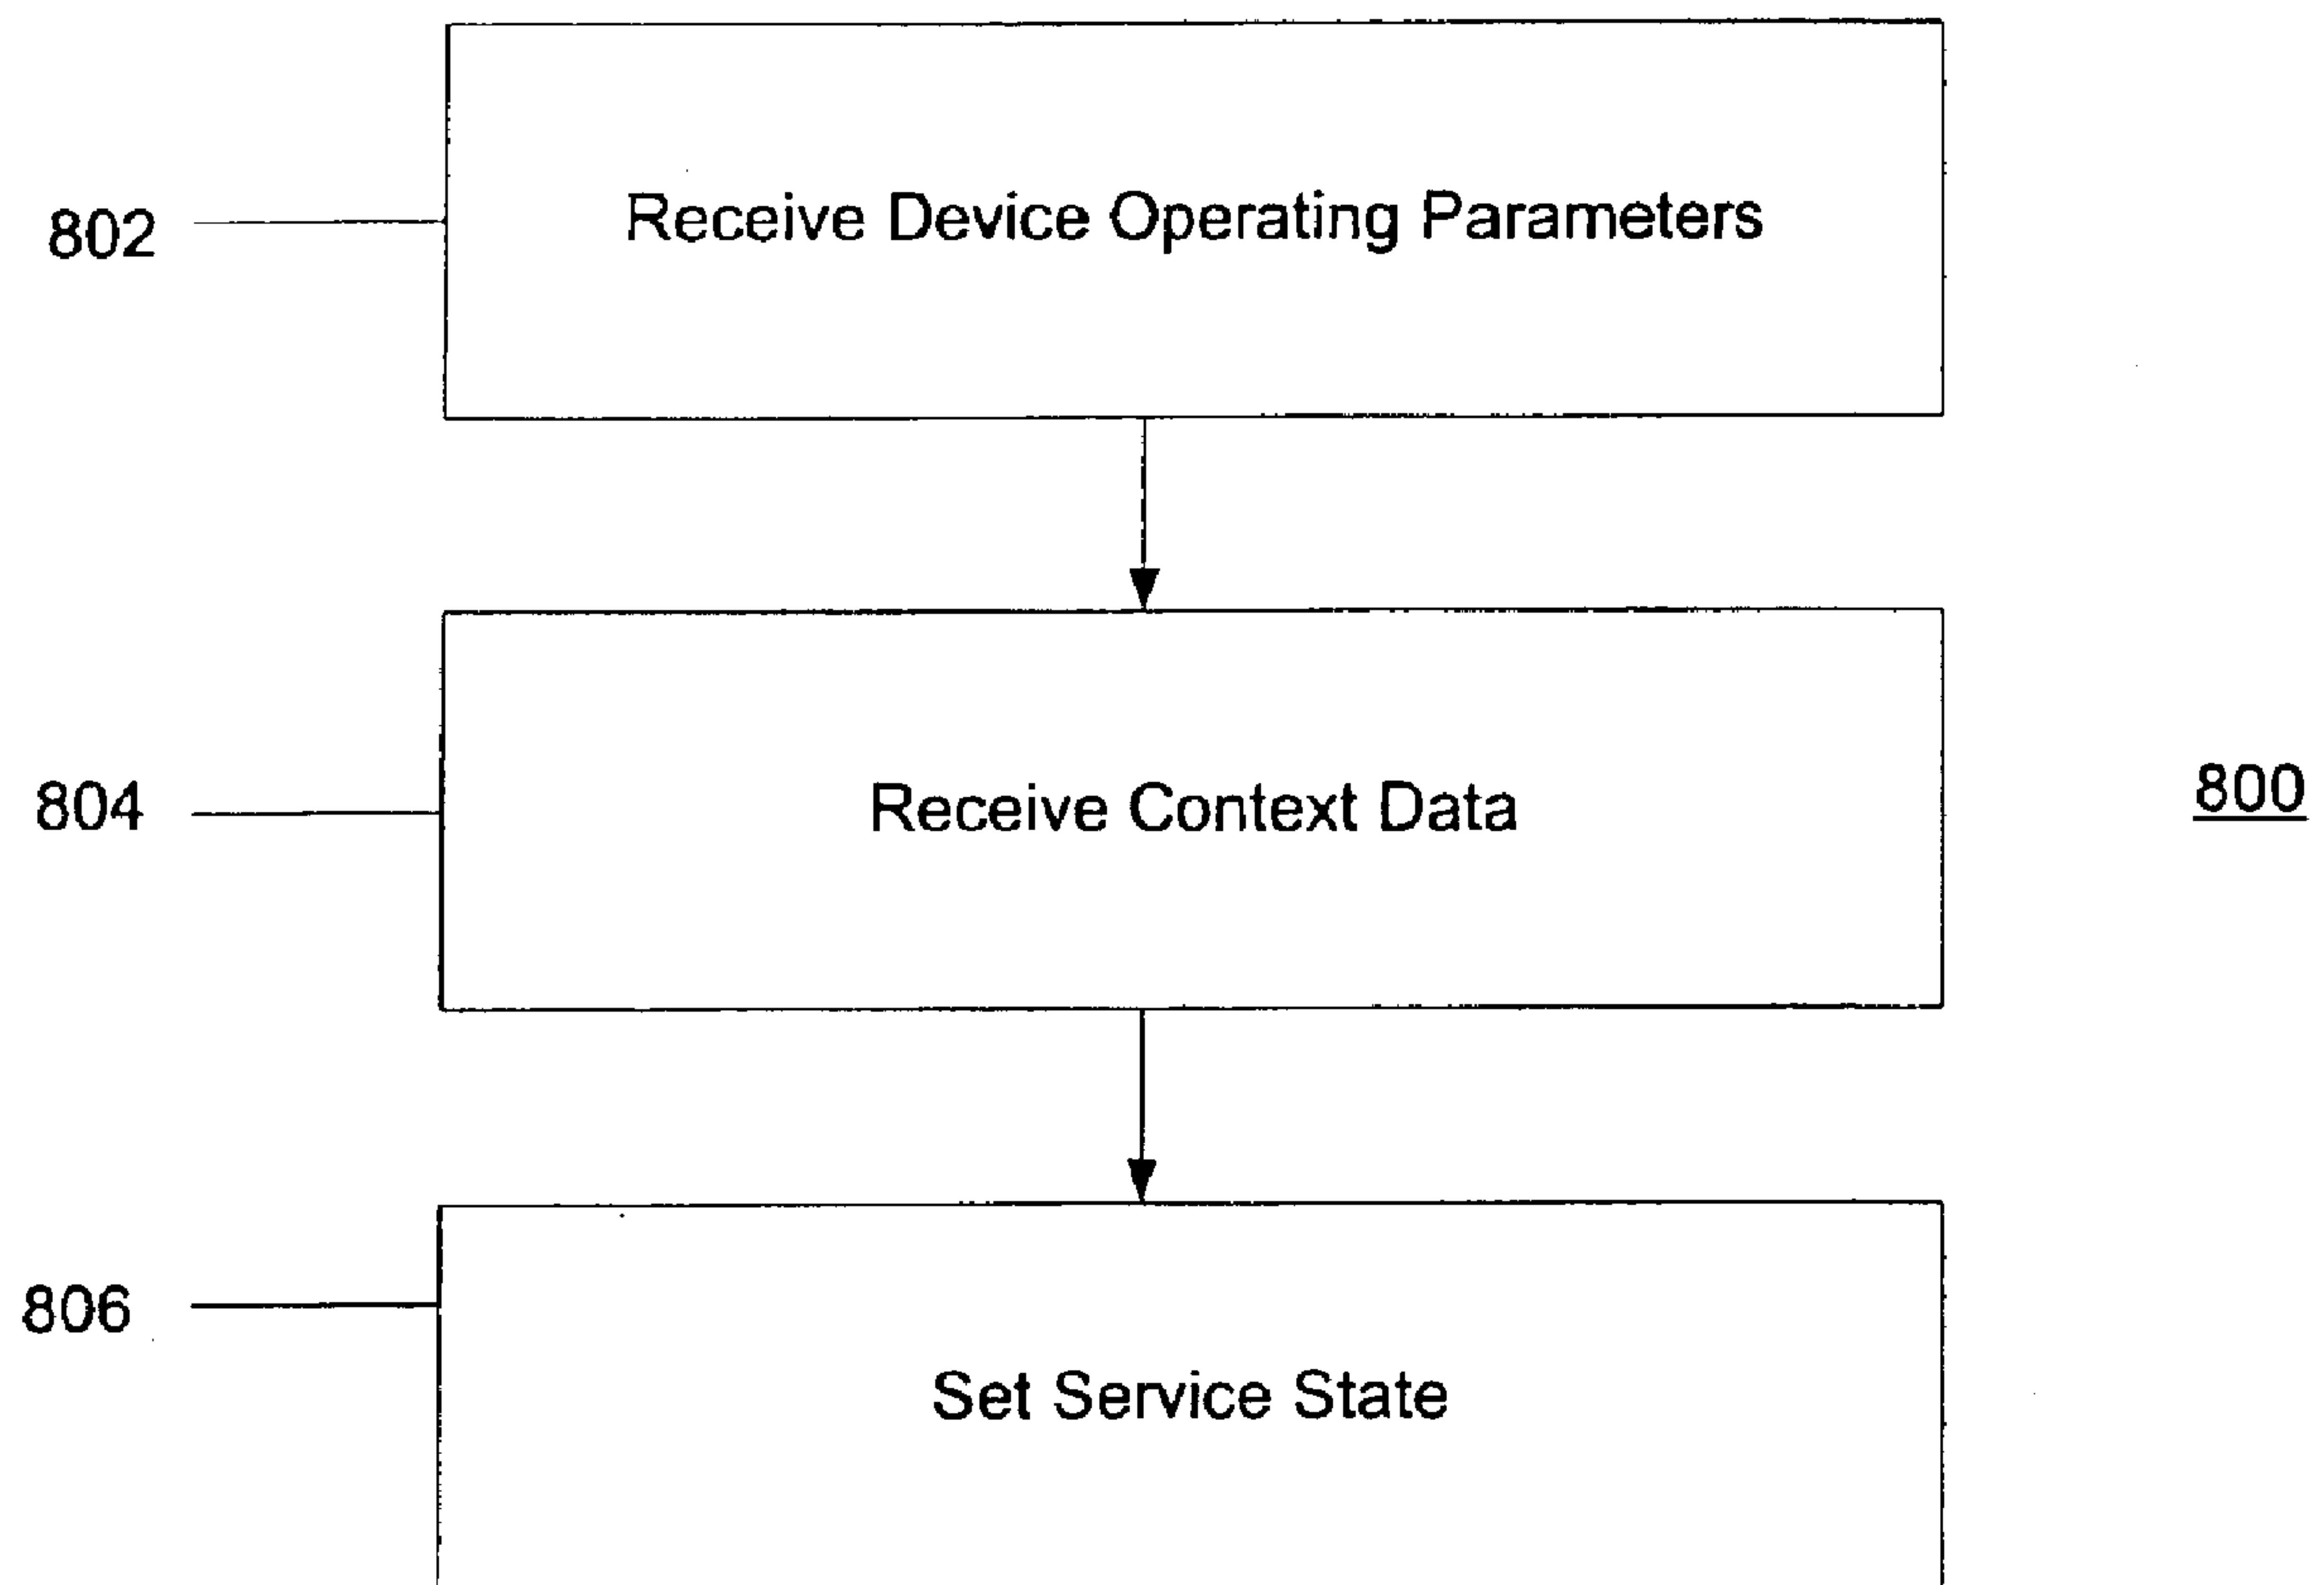 802
Receive Device Operating Parameters
804
Receive Context Data
800
806
Set Service State